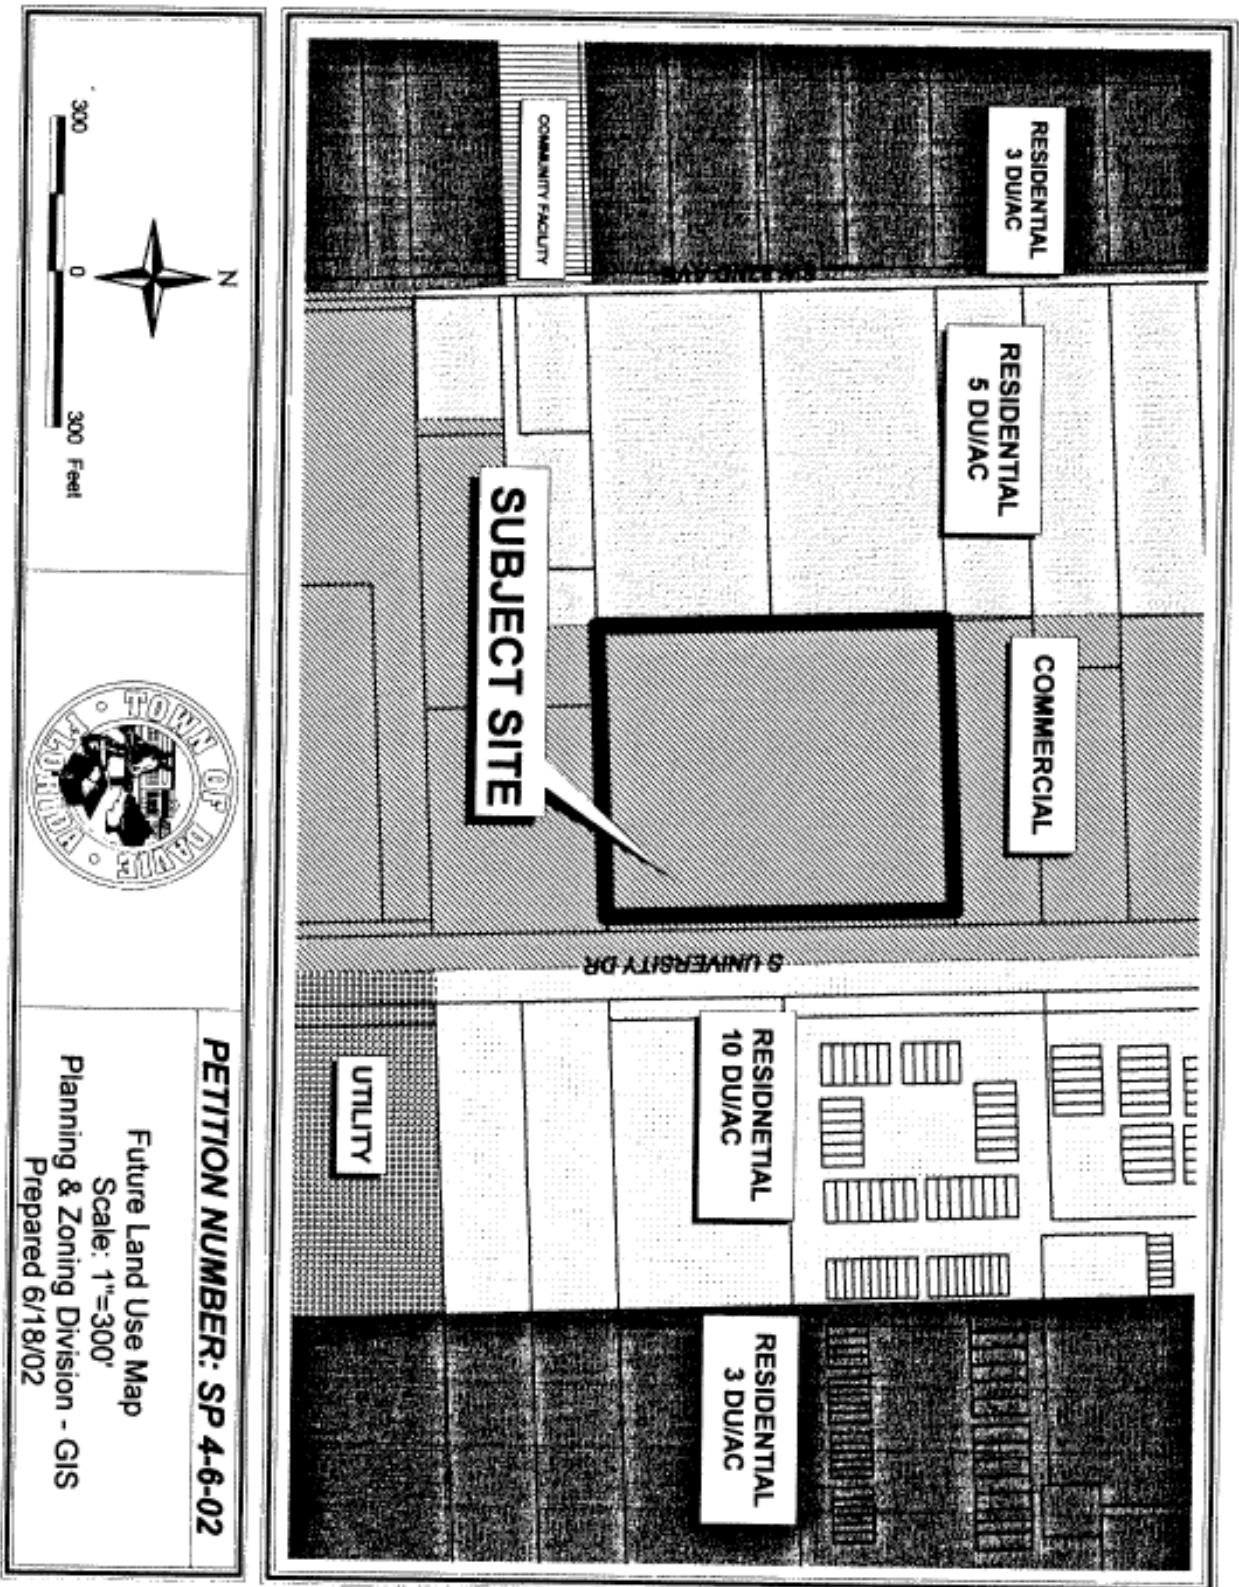 RESIDENTIAL
3 DU/AC
COMMUNITY FACILITY
RESIDENTIAL
5 DU/AC
SUBJECT SITE
COMMERCIAL
S UNIVERSITY DR
RESIDNETIAL
10 DU/AC
UTILITY
RESIDENTIAL
3 DU/AC
N
300 0 300 Feet
TOWN OF DAVIE
FLORIDA
PETITION NUMBER: SP 4-6-02
Future Land Use Map
Scale: 1"=300'
Planning & Zoning Division - GIS
Prepared 6/18/02